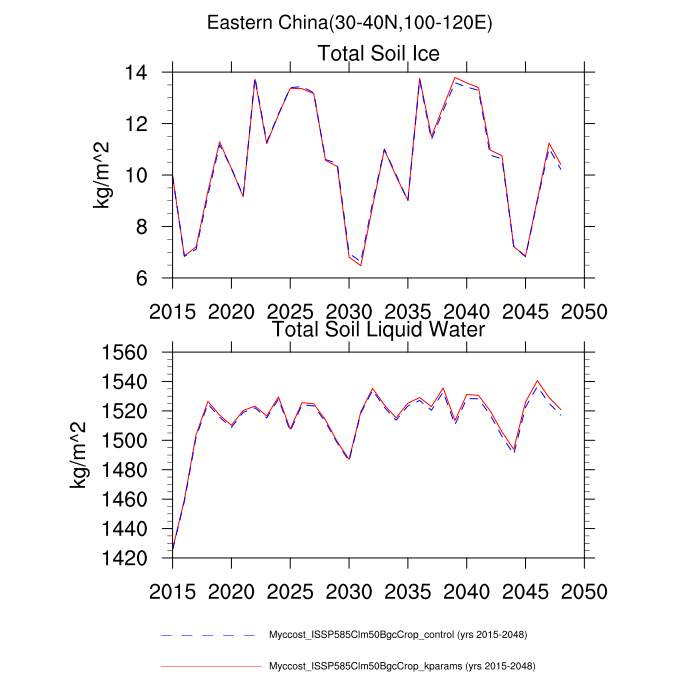 Eastern China(30-40N,100-120E)
Total Soil Ice
14
12
10
8
6
kg/m^2
2015 2020 2025 2030 2035 2040 2045 2050
Total Soil Liquid Water
1560
1540
1520
1500
1480
1460
1440
1420
kg/m^2
2015 2020 2025 2030 2035 2040 2045 2050
Myccost_ISSP585Clm50BgcCrop_control (yrs 2015-2048)
Myccost_ISSP585Clm50BgcCrop_kparams (yrs 2015-2048)